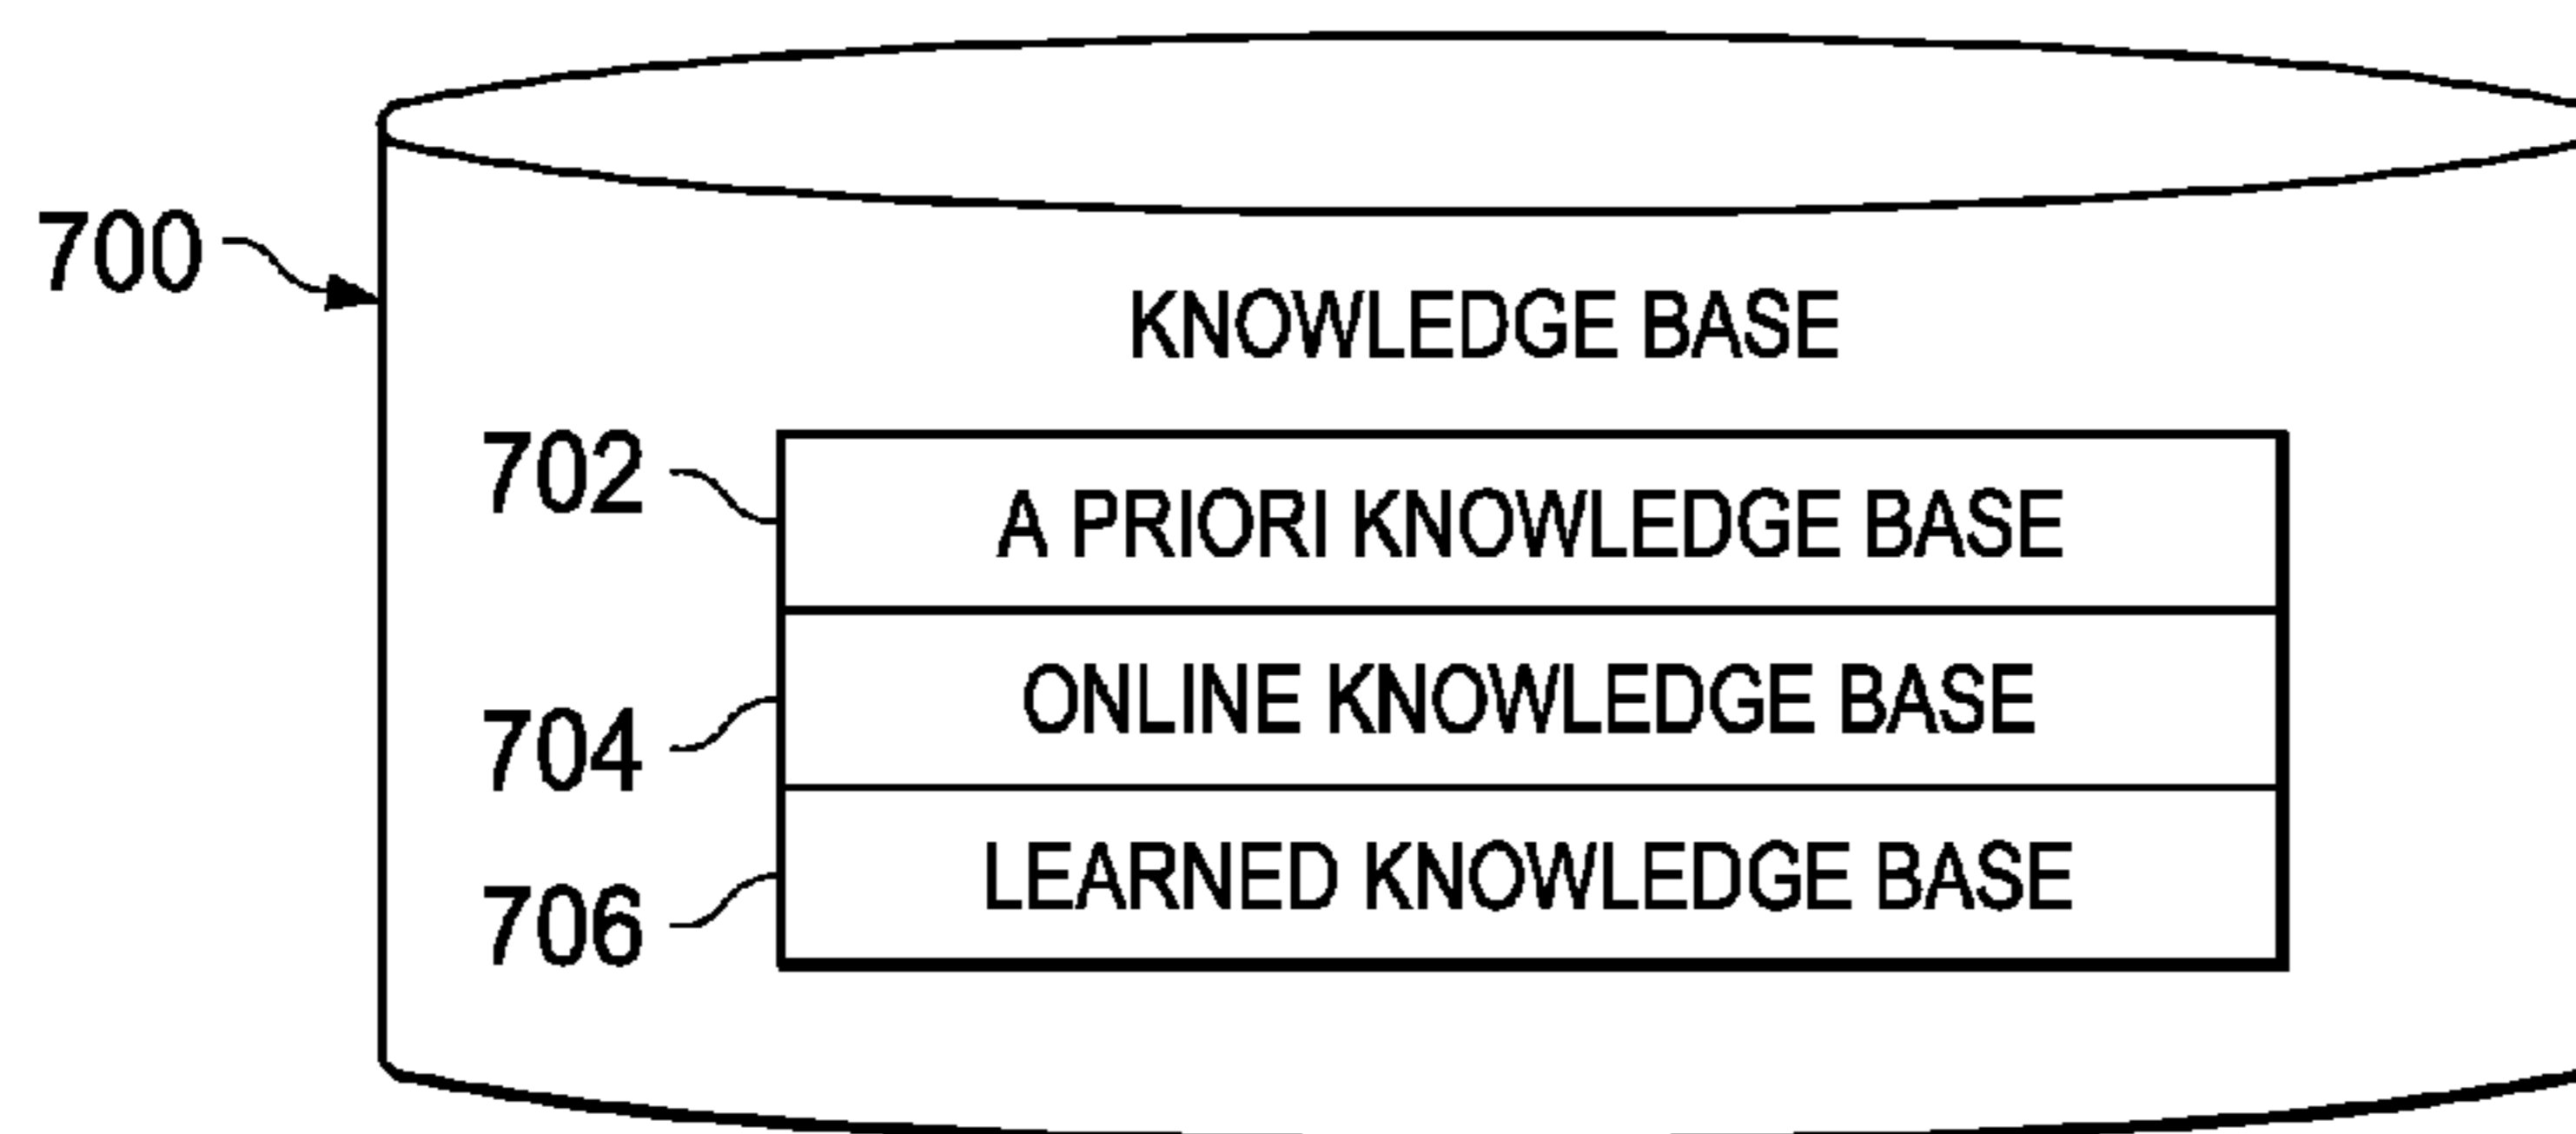 700
KNOWLEDGE BASE
702
A PRIORI KNOWLEDGE BASE
704
ONLINE KNOWLEDGE BASE
706
LEARNED KNOWLEDGE BASE